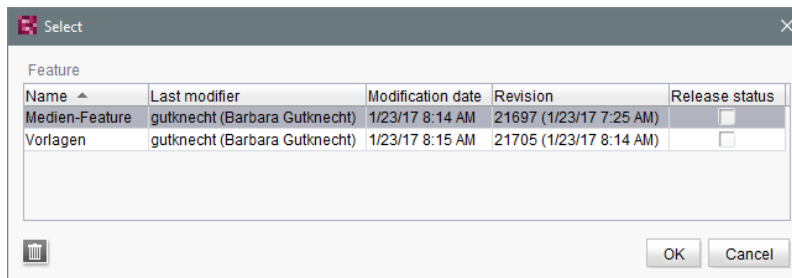 Select
Feature
Name Last modifier Modification date Revision Release status
Medien-Feature gutknecht (Barbara Gutknecht) 1/23/17 8:14 AM 21697 (1/23/17 7:25 AM)
Vorlagen gutknecht (Barbara Gutknecht) 1/23/17 8:15 AM 21705 (1/23/17 8:14 AM)
OK Cancel